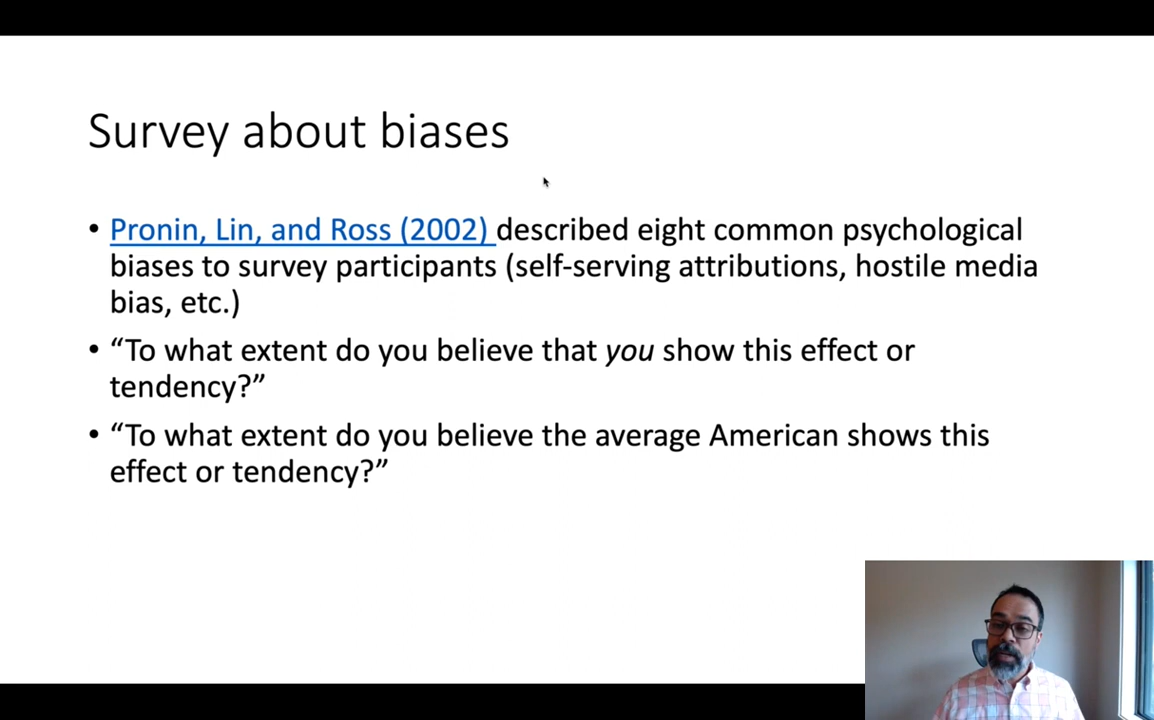 Survey about biases
• Pronin, Lin, and Ross (2002) described eight common psychological
biases to survey participants (self-serving attributions, hostile media
bias, etc.)
• “To what extent do you believe that you show this effect or
tendency?”
• “To what extent do you believe the average American shows this
effect or tendency?”